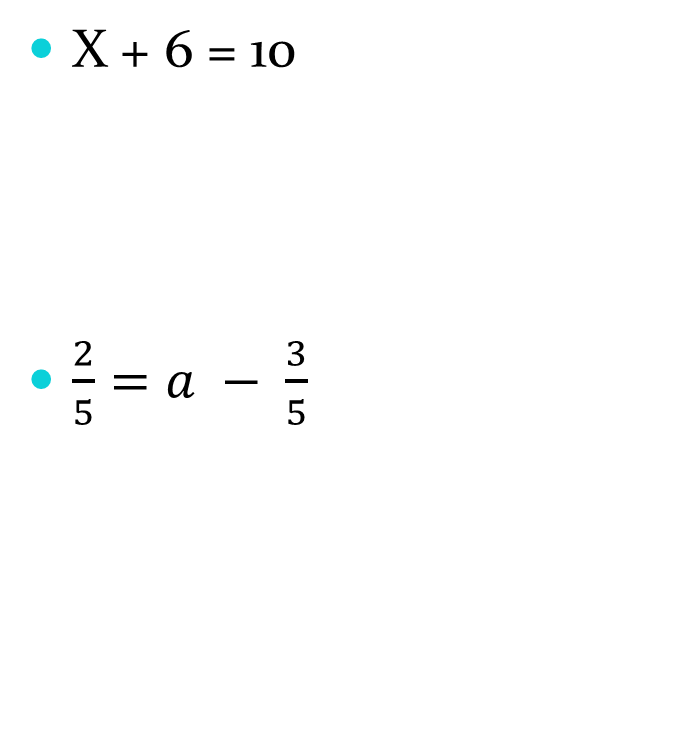 • X + 6 = 10
• 2/5 = a − 3/5